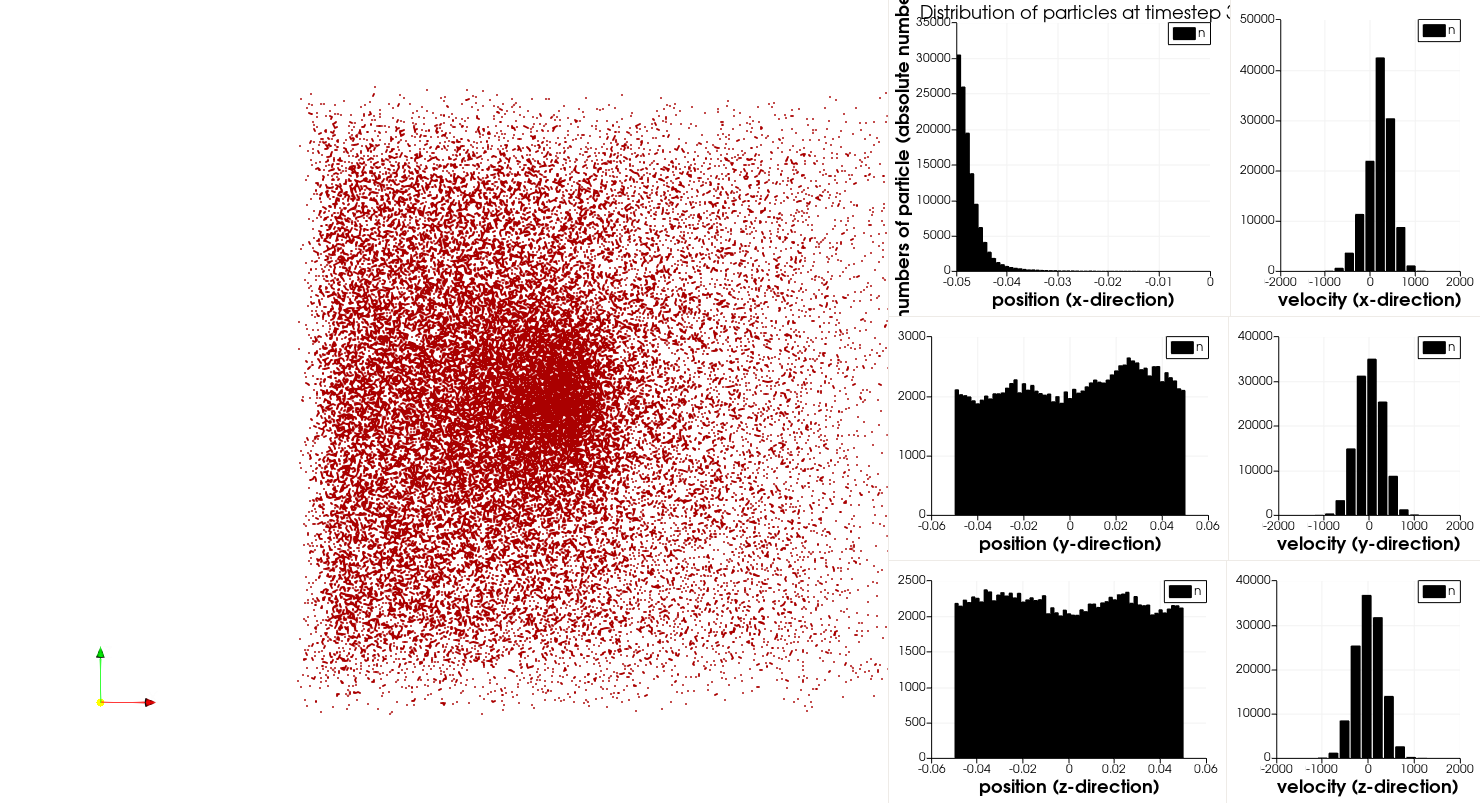 Distribution of particles at timestep
numbers of particle (absolute numbe
35000
30000
25000
20000
15000
10000
5000
0
-0.05 -0.04 -0.03 -0.02 -0.01 0
position (x-direction)
n
50000
40000
30000
20000
10000
0
-2000 -1000 0 1000 2000
velocity (x-direction)
n
3000
2000
1000
0
-0.06 -0.04 -0.02 0 0.02 0.04 0.06
position (y-direction)
n
40000
30000
20000
10000
0
-2000 -1000 0 1000 2000
velocity (y-direction)
n
2500
2000
1500
1000
500
0
-0.06 -0.04 -0.02 0 0.02 0.04 0.06
position (z-direction)
n
40000
30000
20000
10000
0
-2000 -1000 0 1000 2000
velocity (z-direction)
n